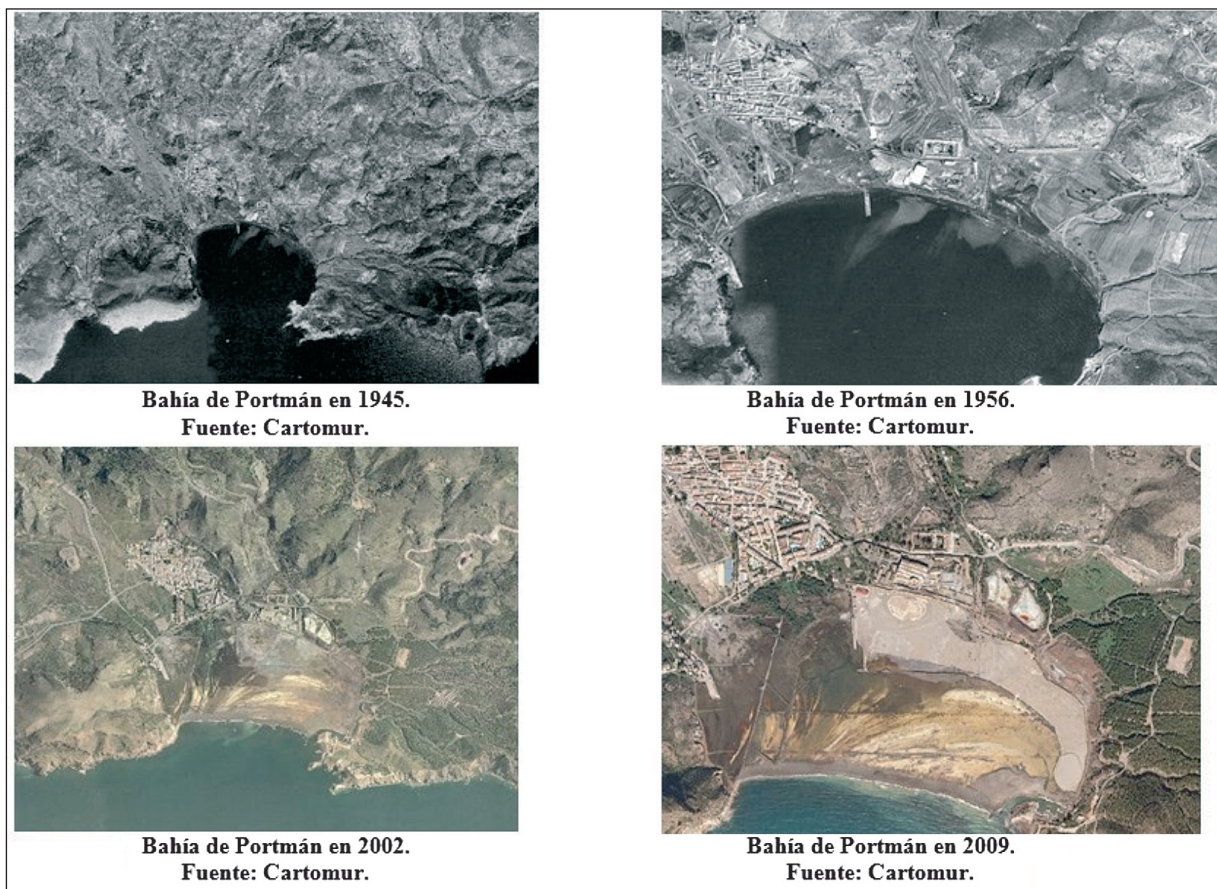 Bahía de Portmán en 1945.
Fuente: Cartomur.
Bahía de Portmán en 1956.
Fuente: Cartomur.
Bahía de Portmán en 2002.
Fuente: Cartomur.
Bahía de Portmán en 2009.
Fuente: Cartomur.